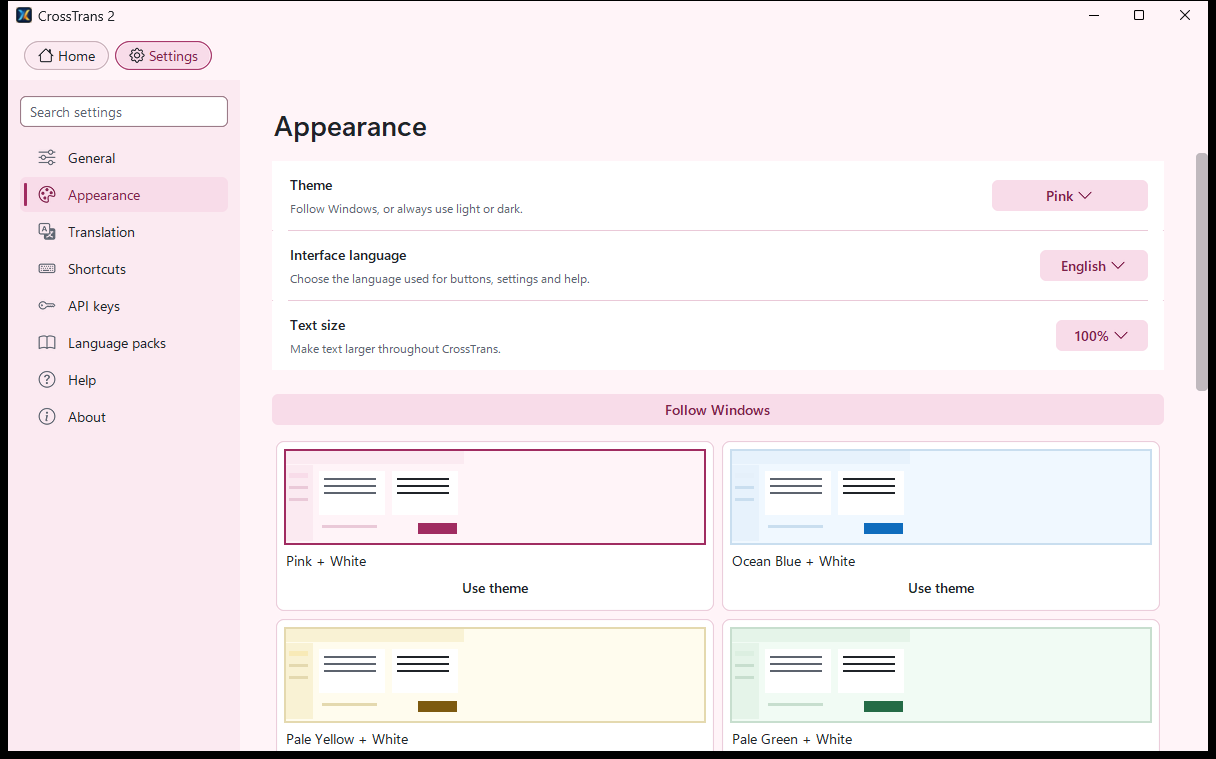 CrossTrans 2
Home
Settings
Search settings
General
Appearance
Translation
Shortcuts
API keys
Language packs
Help
About
Appearance
Theme
Follow Windows, or always use light or dark.
Pink
Interface language
Choose the language used for buttons, settings and help.
English
Text size
Make text larger throughout CrossTrans.
100%
Follow Windows
Pink + White
Use theme
Ocean Blue + White
Use theme
Pale Yellow + White
Pale Green + White